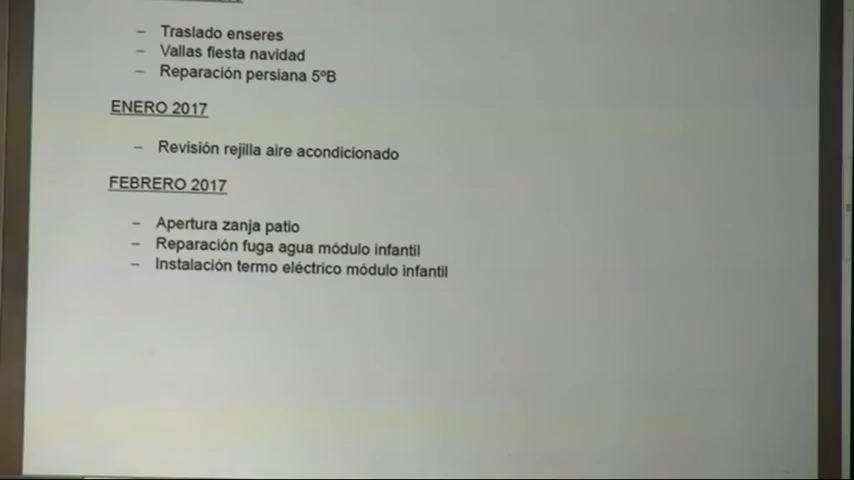 – Traslado enseres
– Vallas fiesta navidad
– Reparación persiana 5ºB
ENERO 2017
– Revisión rejilla aire acondicionado
FEBRERO 2017
– Apertura zanja patio
– Reparación fuga agua módulo infantil
– Instalación termo eléctrico módulo infantil